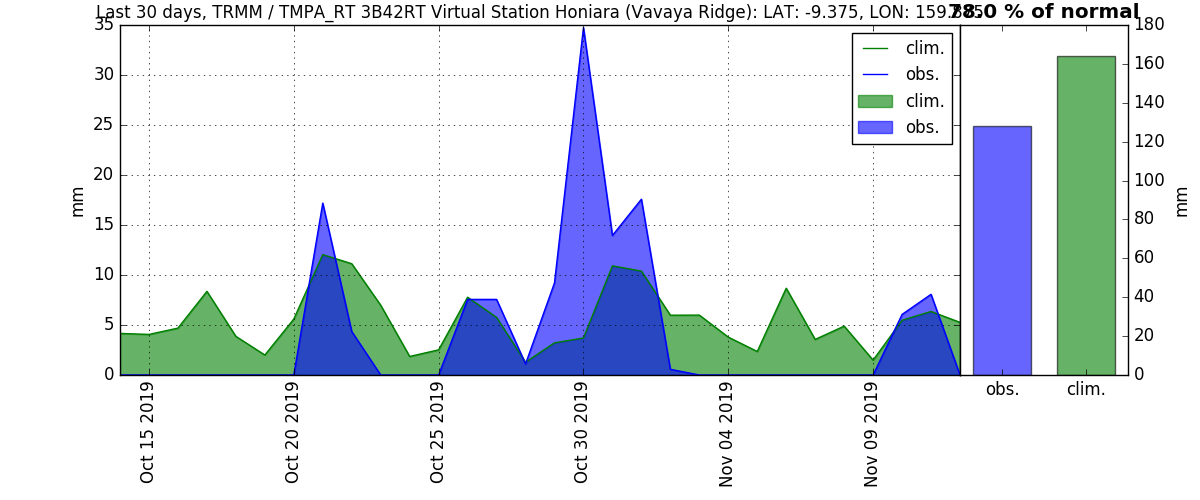 Last 30 days, TRMM / TMPA_RT 3B42RT Virtual Station Honiara (Vavaya Ridge): LAT: -9.375, LON:
78.0 % of normal
35
30
25
20
15
10
5
0
mm
clim.
obs.
clim.
obs.
Oct 15 2019
Oct 20 2019
Oct 25 2019
Oct 30 2019
Nov 04 2019
Nov 09 2019
180
160
140
120
100
80
60
40
20
0
mm
obs.
clim.